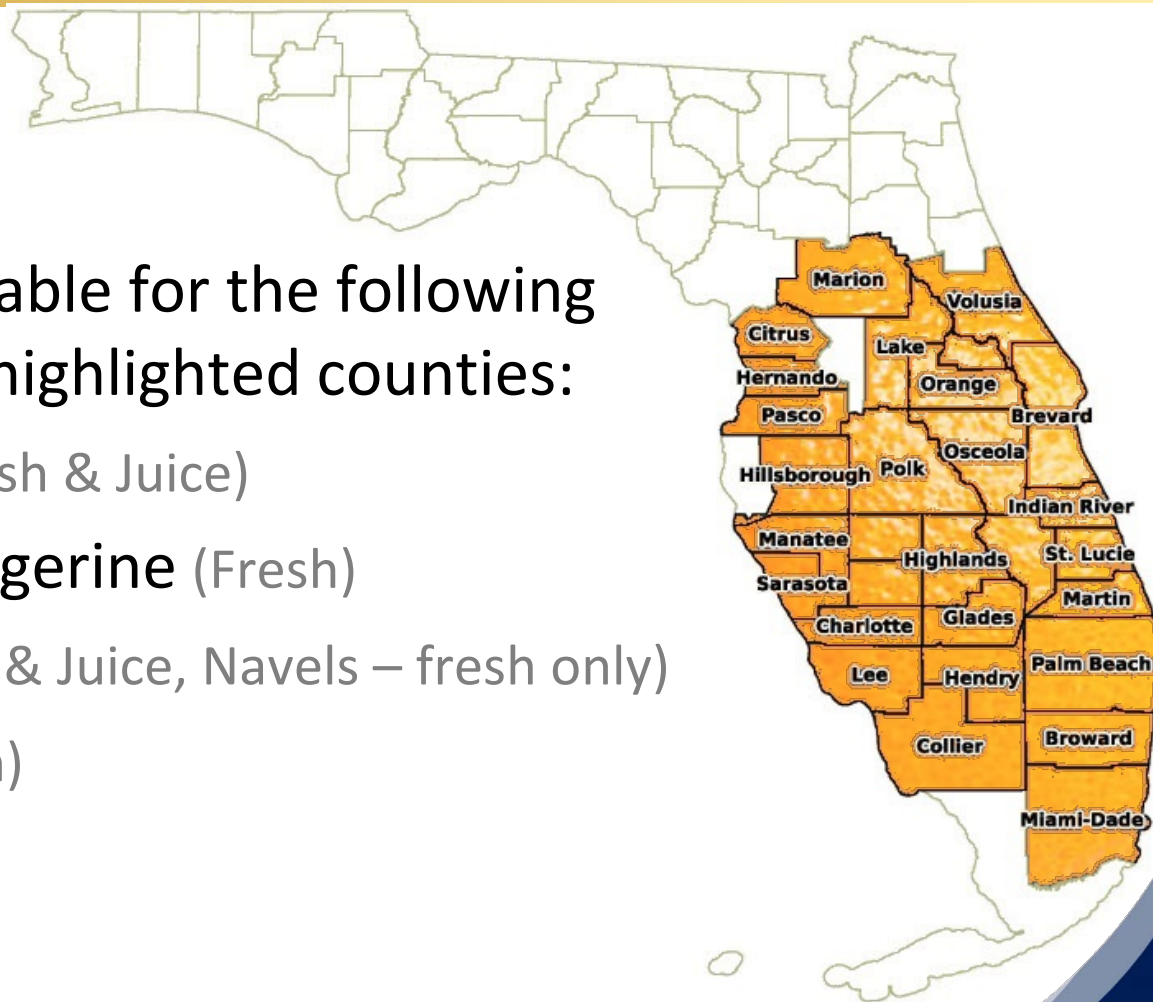 able for the following
highlighted counties:
sh & Juice)
gerine (Fresh)
& Juice, Navels – fresh only)
)
Marion
Volusia
Citrus
Lake
Hernando
Orange
Pasco
Brevard
Osceola
Hillsborough
Polk
Indian River
Manatee
Highlands
St. Lucie
Sarasota
Martin
Charlotte
Glades
Palm Beach
Lee
Hendry
Broward
Collier
Miami-Dade